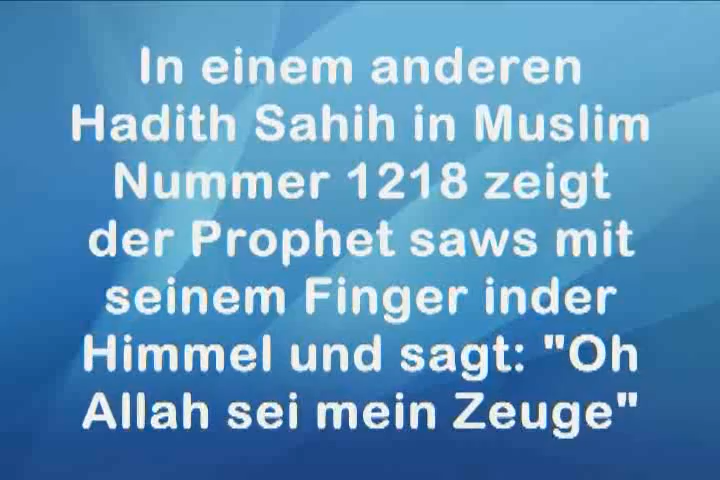 In einem anderen
Hadith Sahih in Muslim
Nummer 1218 zeigt
der Prophet saws mit
seinem Finger inder
Himmel und sagt: "Oh
Allah sei mein Zeuge"